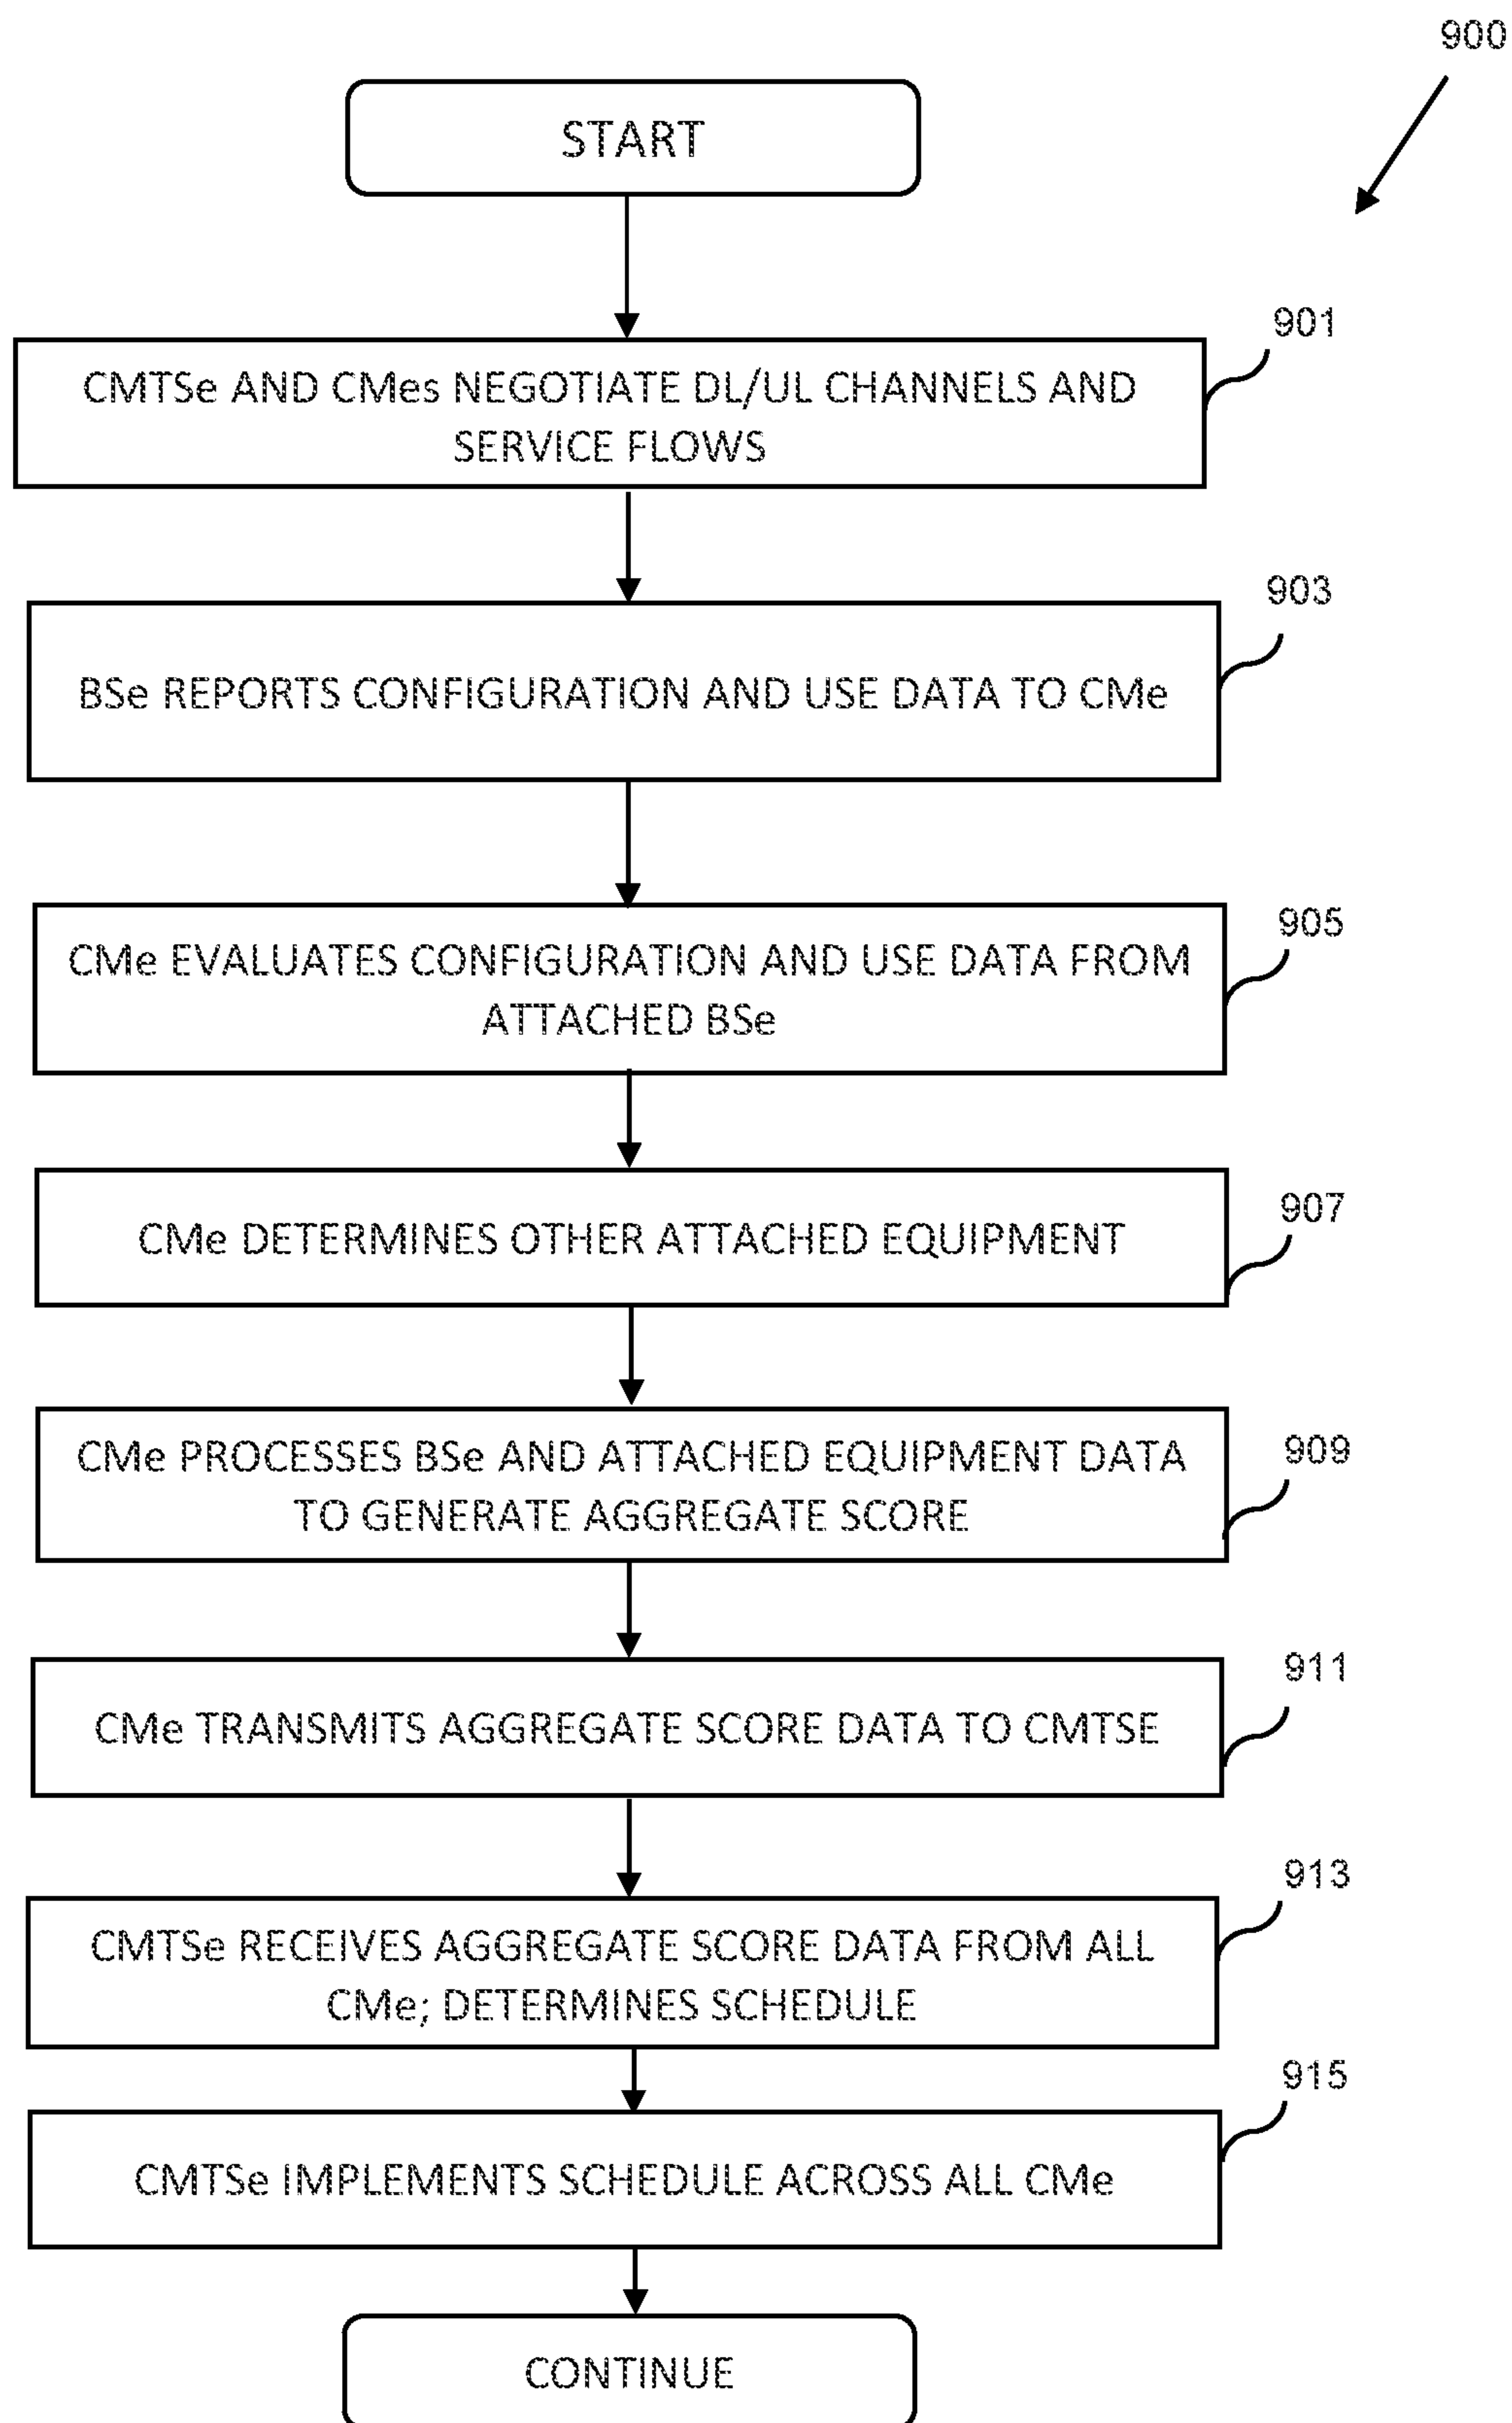 900
START
901
CMTSe AND CMes NEGOTIATE DL/UL CHANNELS AND
SERVICE FLOWS
903
BSe REPORTS CONFIGURATION AND USE DATA TO CMe
905
CMe EVALUATES CONFIGURATION AND USE DATA FROM
ATTACHED BSe
907
CMe DETERMINES OTHER ATTACHED EQUIPMENT
909
CMe PROCESSES BSe AND ATTACHED EQUIPMENT DATA
TO GENERATE AGGREGATE SCORE
911
CMe TRANSMITS AGGREGATE SCORE DATA TO CMTSE
913
CMTSe RECEIVES AGGREGATE SCORE DATA FROM ALL
CMe; DETERMINES SCHEDULE
915
CMTSe IMPLEMENTS SCHEDULE ACROSS ALL CMe
CONTINUE